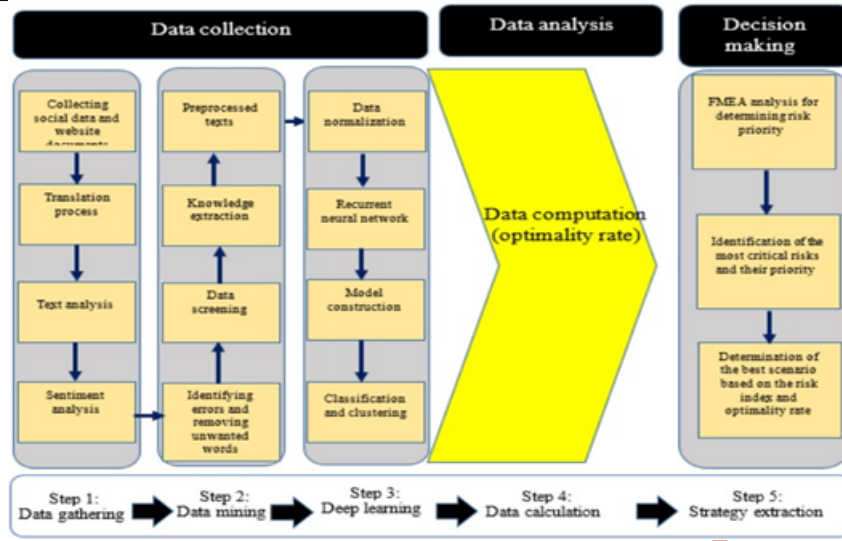 Data collection
Data analysis
Decision
making
Collecting
social data and
website
documents
Translation
process
Text analysis
Sentiment
analysis
Preprocessed
texts
Knowledge
extraction
Data
screening
Identifying
errors and
removing
unwanted
words
Data
normalization
Recurrent
neural network
Model
construction
Classification
and clustering
Data computation
(optimality rate)
FMEA analysis for
determining risk
priority
Identification of the
most critical risks
and their priority
Determination of
the best scenario
based on the risk
index and
optimality rate
Step 1:
Data gathering
Step 2:
Data mining
Step 3:
Deep learning
Step 4:
Data calculation
Step 5:
Strategy extraction